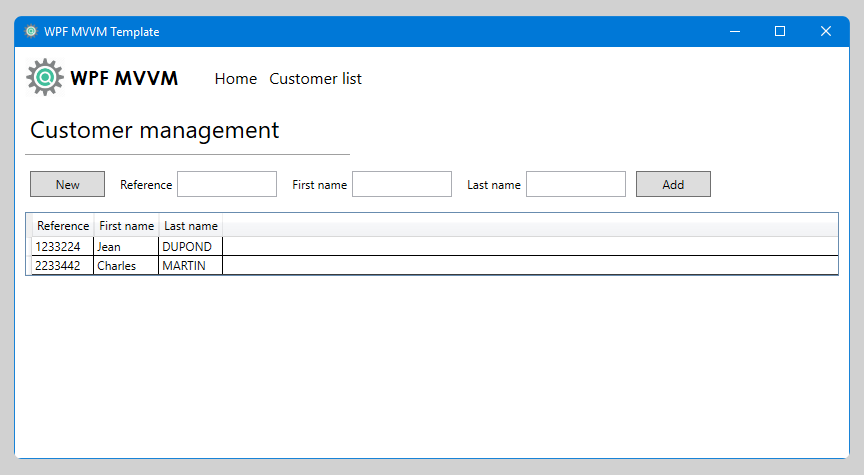 WPF MVVM Template
WPF MVVM Home Customer list
Customer management
New Reference First name Last name Add
Reference First name Last name
1233224 Jean DUPOND
2233442 Charles MARTIN